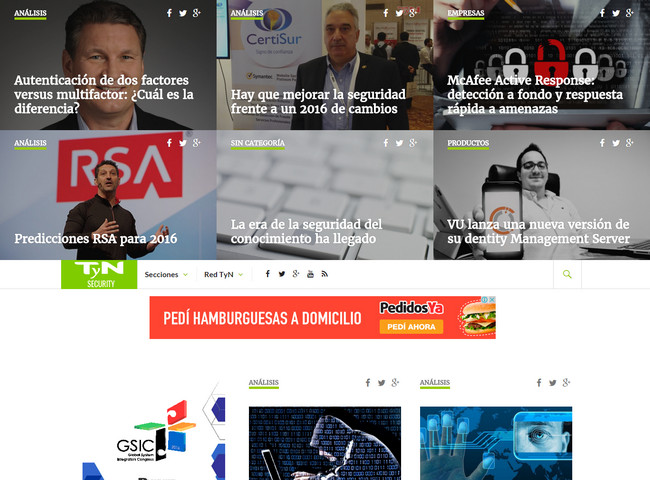 ANÁLISIS
Autenticación de dos factores
versus multifactor: ¿Cuál es la
diferencia?
ANÁLISIS
CertiSur
Symantec
Hay que mejorar la seguridad
frente a un 2016 de cambios
EMPRESAS
McAfee Active Response:
detección a fondo y respuesta
rápida a amenazas
ANÁLISIS
RSA
Predicciones RSA para 2016
SIN CATEGORÍA
La era de la seguridad del
conocimiento ha llegado
PRODUCTOS
VU lanza una nueva versión de
su dentity Management Server
TyN
SECURITY
Secciones
Red TyN
PEDÍ HAMBURGUESAS A DOMICILIO
PedidosYa
PEDÍ AHORA
GSIC
Global System
Integrators Congress
ANÁLISIS
ANÁLISIS